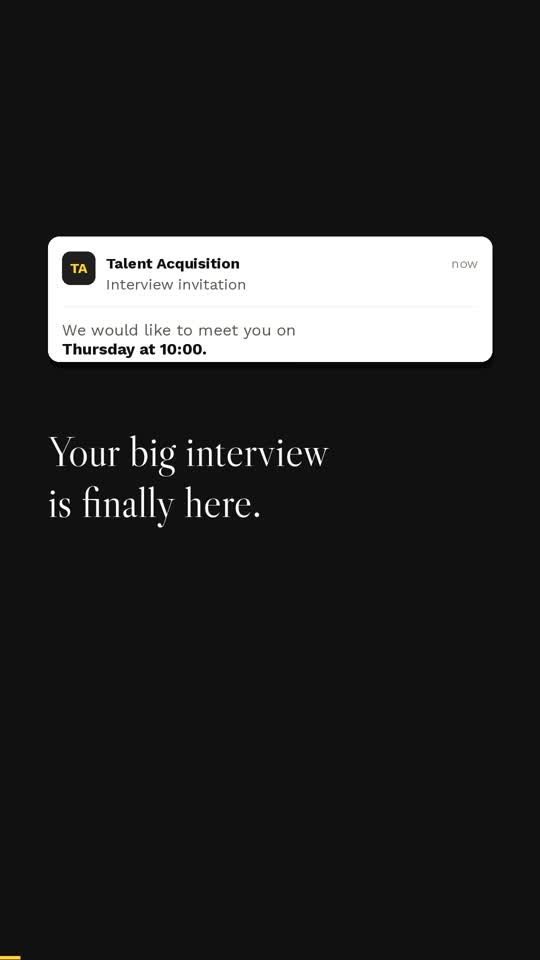 TA
Talent Acquisition
now
Interview invitation
We would like to meet you on
Thursday at 10:00.
Your big interview
is finally here.